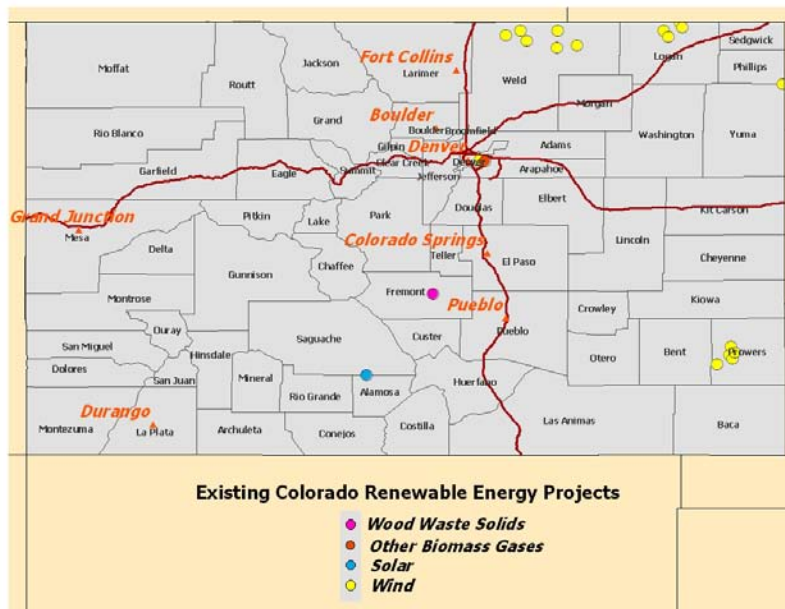 Moffat
Routt
Jackson
Fort Collins
Larimer
Weld
Logan
Sedgwick
Phillips
Rio Blanco
Grand
Boulder
Boulder
Broomfield
Morgan
Washington
Yuma
Garfield
Eagle
Summit
Gilpin
Clear Creek
Denver
Denver
Jefferson
Adams
Arapahoe
Grand Junction
Mesa
Pitkin
Lake
Park
Douglas
Elbert
Kit Carson
Delta
Gunnison
Chaffee
Colorado Springs
Teller
El Paso
Lincoln
Cheyenne
Montrose
Fremont
Pueblo
Pueblo
Crowley
Kiowa
Ouray
San Miguel
Dolores
Hinsdale
Saguache
Custer
Otero
Bent
Prowers
San Juan
Mineral
Rio Grande
Alamosa
Huerfano
Durango
Montezuma
La Plata
Archuleta
Conejos
Costilla
Las Animas
Baca
Existing Colorado Renewable Energy Projects
Wood Waste Solids
Other Biomass Gases
Solar
Wind